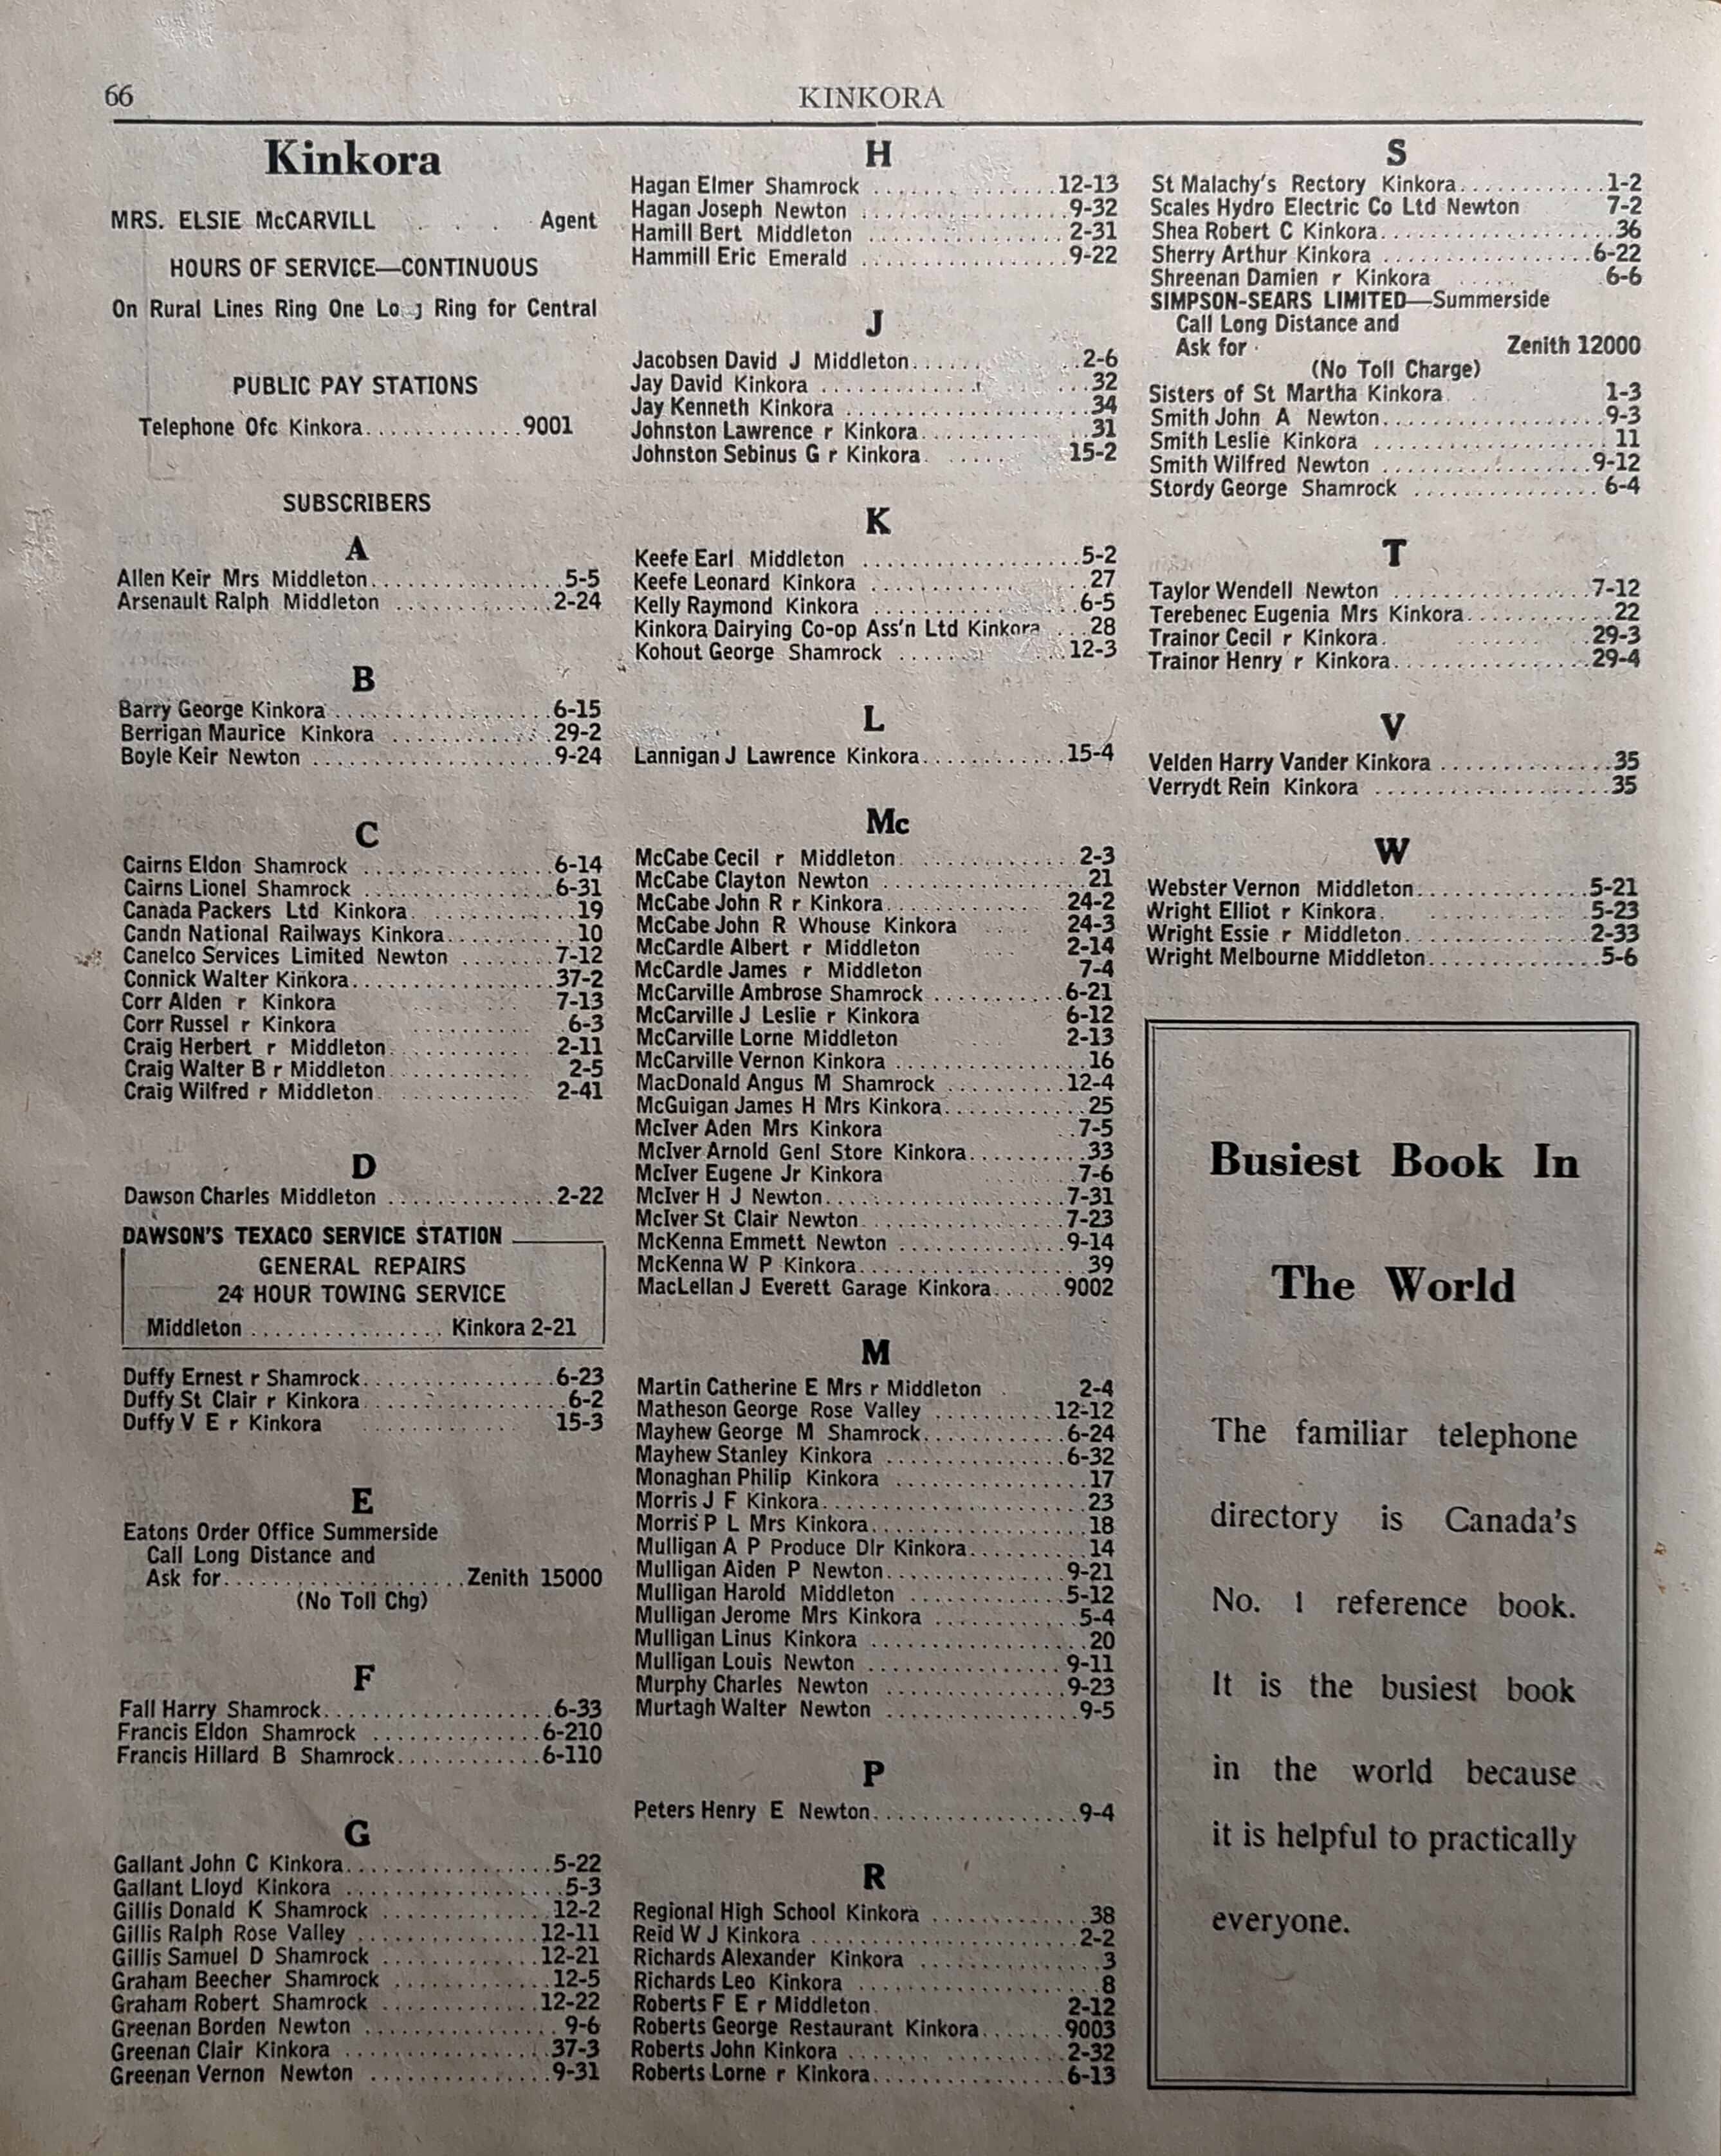 66
KINKORA
Kinkora
MRS. ELSIE McCARVILL . . . Agent
HOURS OF SERVICE—CONTINUOUS
On Rural Lines Ring One Ring for Central
PUBLIC PAY STATIONS
Telephone Ofc Kinkora.............9001
SUBSCRIBERS
A
Allen Keir Mrs Middleton................5-5
Arsenault Ralph Middleton .............2-24
B
Barry George Kinkora ..................6-15
Berrigan Maurice Kinkora .............29-2
Boyle Keir Newton ....................9-24
C
Cairns Eldon Shamrock ................6-14
Cairns Lionel Shamrock ...............6-31
Canada Packers Ltd Kinkora..............19
Candn National Railways Kinkora...........10
Canelco Services Limited Newton ........7-12
Connick Walter Kinkora.................37-2
Corr Alden r Kinkora ..........7-13
Corr Russel r Kinkora ..........6-3
Craig Herbert r Middleton............2-11
Craig Walter B r Middleton............2-5
Craig Wilfred r Middleton............2-41
D
Dawson Charles Middleton ..............2-22
DAWSON'S TEXACO SERVICE STATION
GENERAL REPAIRS
24 HOUR TOWING SERVICE
Middleton ................. Kinkora 2-21
Duffy Ernest r Shamrock................6-23
Duffy St Clair r Kinkora................6-2
Duffy V E r Kinkora ............. 15-3
E
Eatons Order Office Summerside
Call Long Distance and
Ask for.....................Zenith 15000
(No Toll Chg)
F
Fall Harry Shamrock...................6-33
Francis Eldon Shamrock ..............6-210
Francis Hillard B Shamrock............6-110
G
Gallant John C Kinkora.................5-22
Gallant Lloyd Kinkora ..................5-3
Gillis Donald K Shamrock ..............12-2
Gillis Ralph Rose Valley ...............12-11
Gillis Samuel D Shamrock .............12-21
Graham Beecher Shamrock .............12-5
Graham Robert Shamrock .............12-22
Greenan Borden Newton ................9-6
Greenan Clair Kinkora .................37-3
Greenan Vernon Newton ...............9-31
H
Hagan Elmer Shamrock ...............12-13
Hagan Joseph Newton .................9-32
Hamill Bert Middleton .................2-31
Hammill Eric Emerald .................9-22
J
Jacobsen David J Middleton......2-6
Jay David Kinkora ....................32
Jay Kenneth Kinkora ....................34
Johnston Lawrence r Kinkora..............31
Johnston Sebinus G r Kinkora. ..... 15-2
K
Keefe Earl Middleton ...................5-2
Keefe Leonard Kinkora .................27
Kelly Raymond Kinkora .................6-5
Kinkora Dairying Co-op Ass'n Ltd Kinkora ...28
Kohout George Shamrock ..............12-3
L
Lannigan J Lawrence Kinkora............15-4
Mc
McCabe Cecil r Middleton.............2-3
McCabe Clayton Newton ..................21
McCabe John R r Kinkora............24-2
McCabe John R Whouse Kinkora ....24-3
McCardle Albert r Middleton ....2-14
McCardle James r Middleton 7-4
McCarville Ambrose Shamrock ...........6-21
McCarville J Leslie r Kinkora ....6-12
McCarville Lorne Middleton ....2-13
McCarville Vernon Kinkora .................16
MacDonald Angus M Shamrock ..........12-4
McGuigan James H Mrs Kinkora............25
McIver Aden Mrs Kinkora ..7-5
McIver Arnold Genl Store Kinkora..........33
McIver Eugene Jr Kinkora .....7-6
McIver H J Newton....................7-31
McIver St Clair Newton.................7-23
McKenna Emmett Newton ..............9-14
McKenna W P Kinkora...................39
MacLellan J Everett Garage Kinkora......9002
M
Martin Catherine E Mrs r Middleton . 2-4
Matheson George Rose Valley ..........12-12
Mayhew George M Shamrock............6-24
Mayhew Stanley Kinkora ................6-32
Monaghan Philip Kinkora .................17
Morris J F Kinkora.......................23
Morris P L Mrs Kinkora...................18
Mulligan A P Produce Dlr Kinkora..........14
Mulligan Aiden P Newton................9-21
Mulligan Harold Middleton .............5-12
Mulligan Jerome Mrs Kinkora ............5-4
Mulligan Linus Kinkora ...................20
Mulligan Louis Newton .................9-11
Murphy Charles Newton ...............9-23
Murtagh Walter Newton ................9-5
P
Peters Henry E Newton.................9-4
R
Regional High School Kinkora .............38
Reid W J Kinkora ......................2-2
Richards Alexander Kinkora ...............3
Richards Leo Kinkora ....................8
Roberts F E r Middleton. 2-12
Roberts George Restaurant Kinkora.......9003
Roberts John Kinkora ..................2-32
Roberts Lorne r Kinkora................6-13
S
St Malachy's Rectory Kinkora............1-2
Scales Hydro Electric Co Ltd Newton 7-2
Shea Robert C Kinkora....................36
Sherry Arthur Kinkora .................6-22
Shreenan Damien r Kinkora ..... 6-6
SIMPSON-SEARS LIMITED—Summerside
Call Long Distance and
Ask for Zenith 12000
(No Toll Charge)
Sisters of St Martha Kinkora. 1-3
Smith John A Newton...................9-3
Smith Leslie Kinkora .................... 11
Smith Wilfred Newton .................9-12
Stordy George Shamrock ............... 6-4
T
Taylor Wendell Newton ................7-12
Terebenec Eugenia Mrs Kinkora.............22
Trainor Cecil r Kinkora. ............29-3
Trainor Henry r Kinkora................29-4
V
Velden Harry Vander Kinkora ..............35
Verrydt Rein Kinkora ....................35
W
Webster Vernon Middleton..............5-21
Wright Elliot r Kinkora. ............5-23
Wright Essie r Middleton...............2-33
Wright Melbourne Middleton..............5-6
Busiest Book In
The World
The familiar telephone
directory is Canada's
No. 1 reference book.
It is the busiest book
in the world because
it is helpful to practically
everyone.